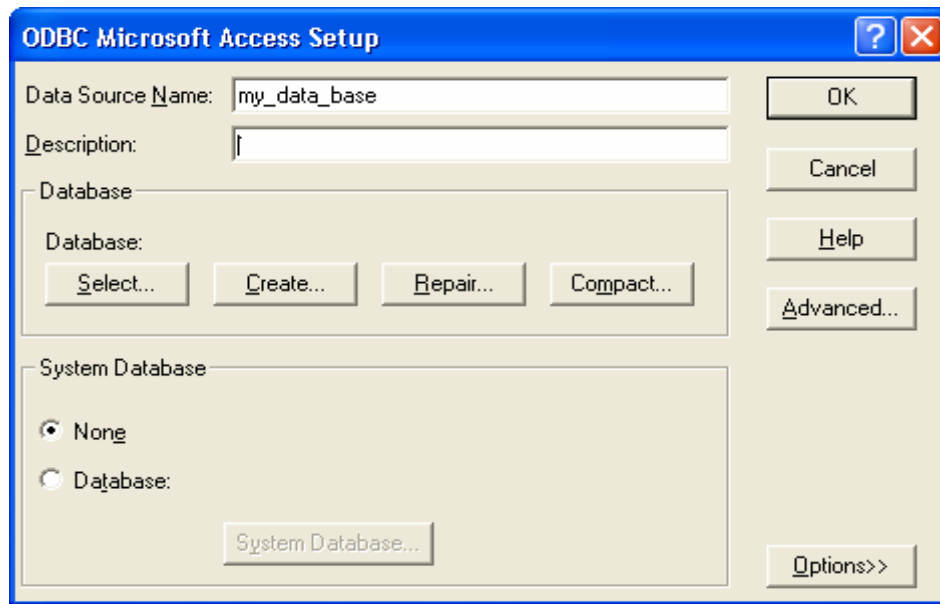 ODBC Microsoft Access Setup
?
Data Source Name: my_data_base
OK
Description:
Cancel
Database
Database:
Help
Select... Create... Repair... Compact...
Advanced...
System Database
None
Database:
System Database...
Options>>